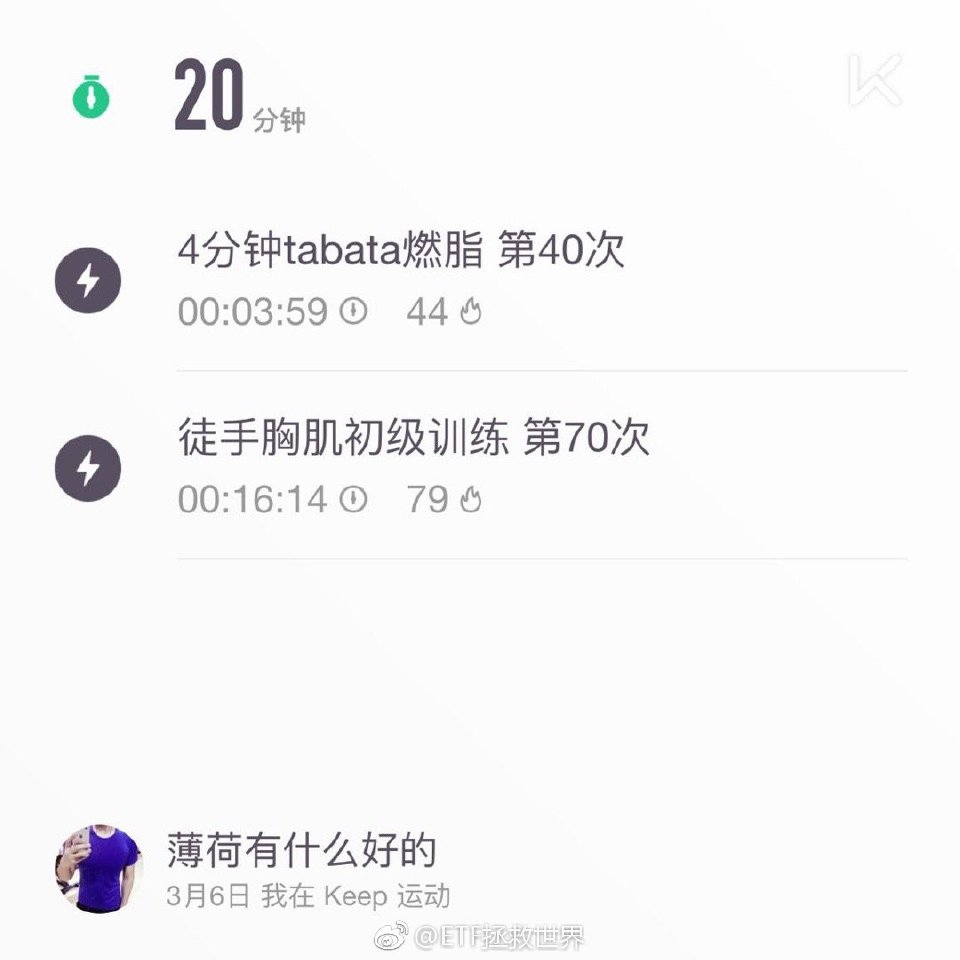 20 分钟
4分钟tabata燃脂 第40次
00:03:59 44
徒手胸肌初级训练 第70次
00:16:14 79
薄荷有什么好的
3月6日 我在 Keep 运动
@ETF拯救世界